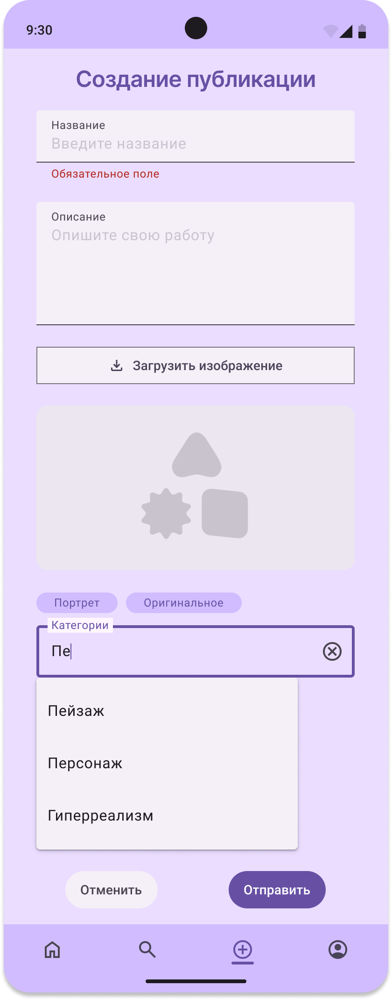 9:30
Создание публикации
Название
Введите название
Обязательное поле
Описание
Опишите свою работу
Загрузить изображение
Портрет Оригинальное
Категории
Пе
Пейзаж
Персонаж
Гиперреализм
Отменить Отправить